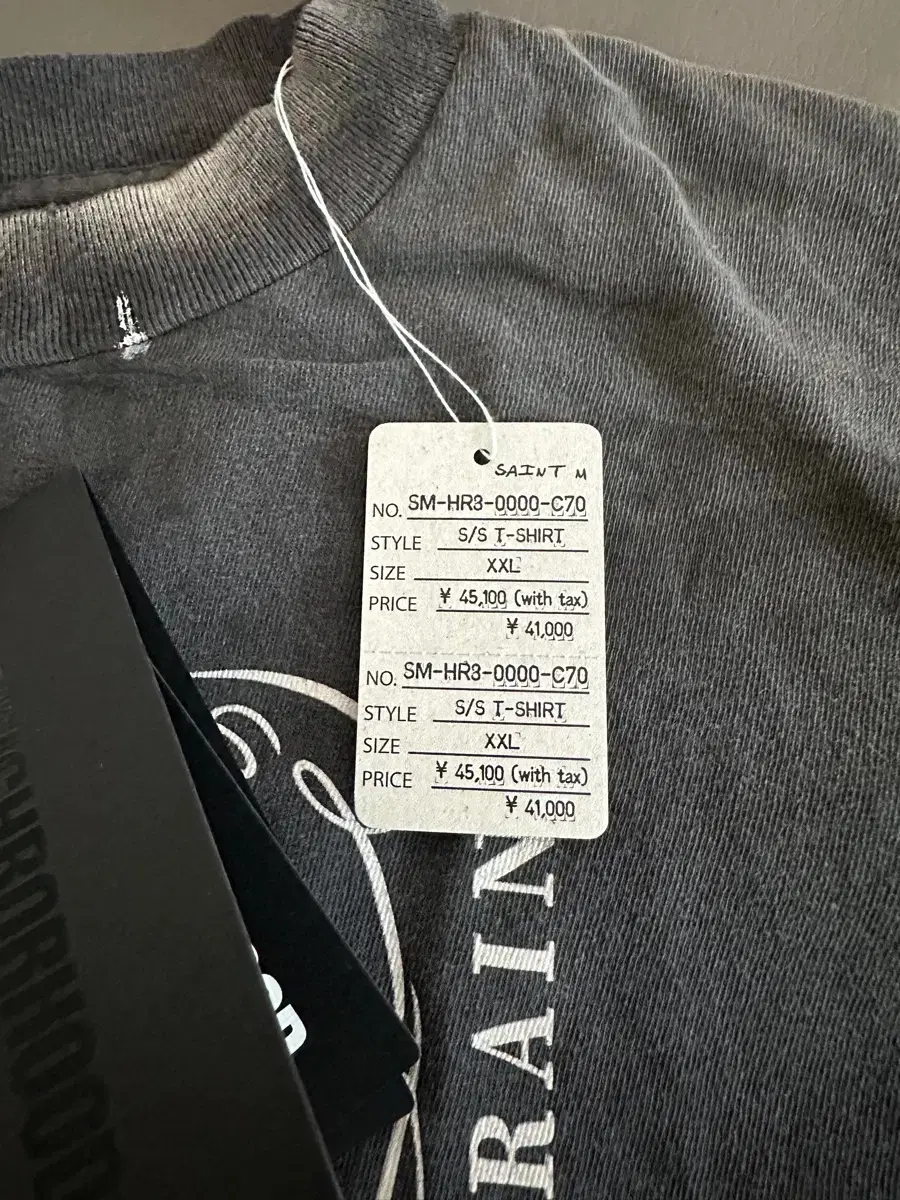 SAINT M
NO. SM-HR3-0000-C70
STYLE S/S T-SHIRT
SIZE XXL
PRICE ¥ 45,100 (with tax)
¥ 41,000
NO. SM-HR3-0000-C70
STYLE S/S T-SHIRT
SIZE XXL
PRICE ¥ 45,100 (with tax)
¥ 41,000
RAIN